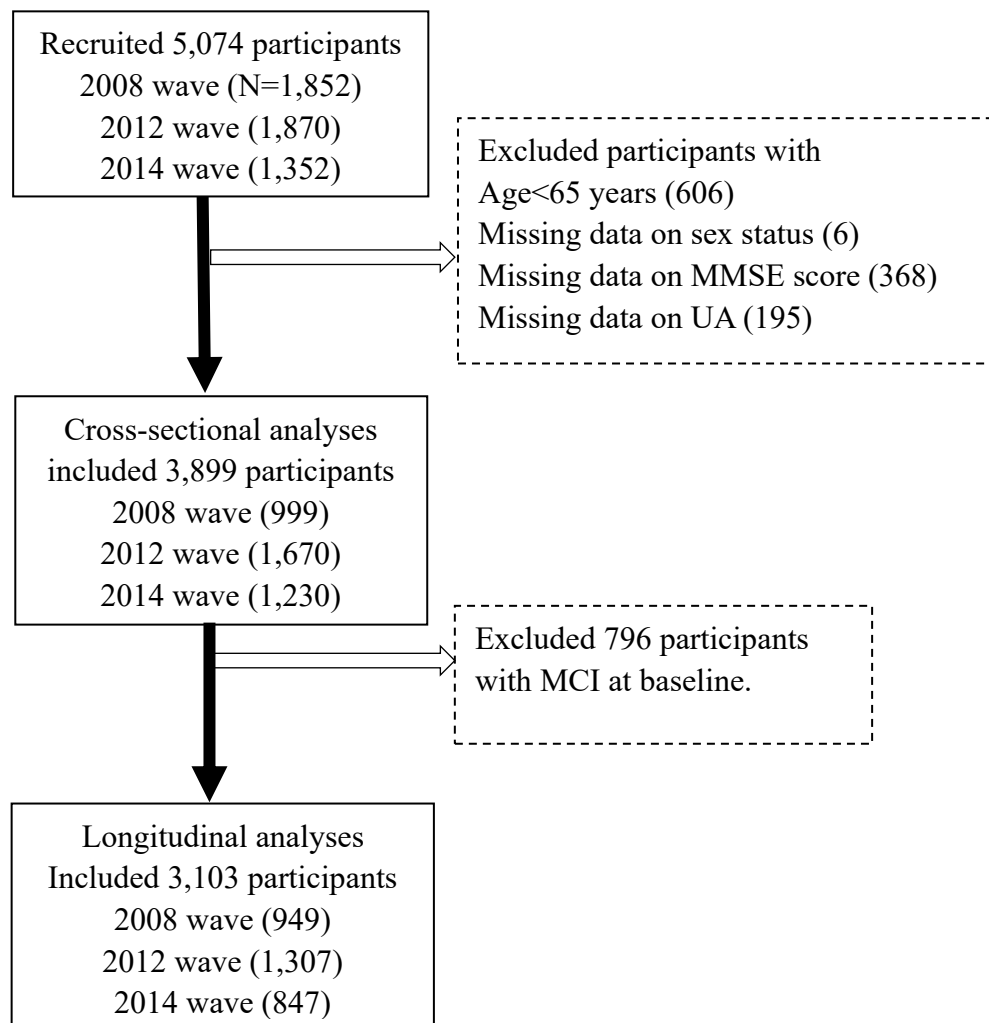 Recruited 5,074 participants
2008 wave (N=1,852)
2012 wave (1,870)
2014 wave (1,352)
Excluded participants with
Age<65 years (606)
Missing data on sex status (6)
Missing data on MMSE score (368)
Missing data on UA (195)
Cross-sectional analyses
included 3,899 participants
2008 wave (999)
2012 wave (1,670)
2014 wave (1,230)
Excluded 796 participants
with MCI at baseline.
Longitudinal analyses
Included 3,103 participants
2008 wave (949)
2012 wave (1,307)
2014 wave (847)